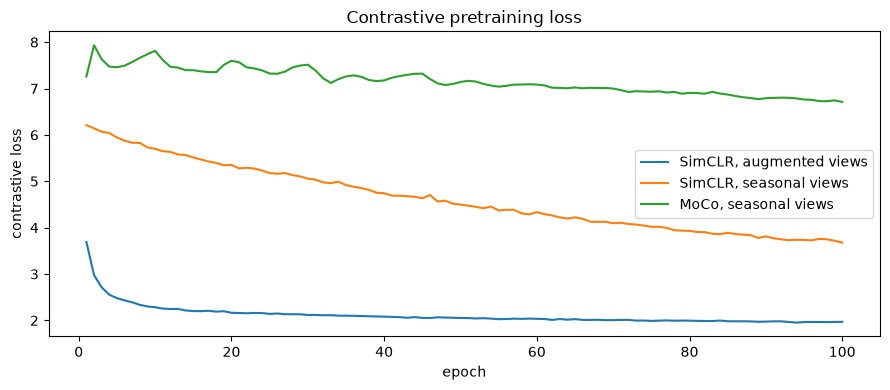 Contrastive pretraining loss
contrastive loss
8
7
6
5
4
3
2
SimCLR, augmented views
SimCLR, seasonal views
MoCo, seasonal views
0
20
40
60
80
100
epoch